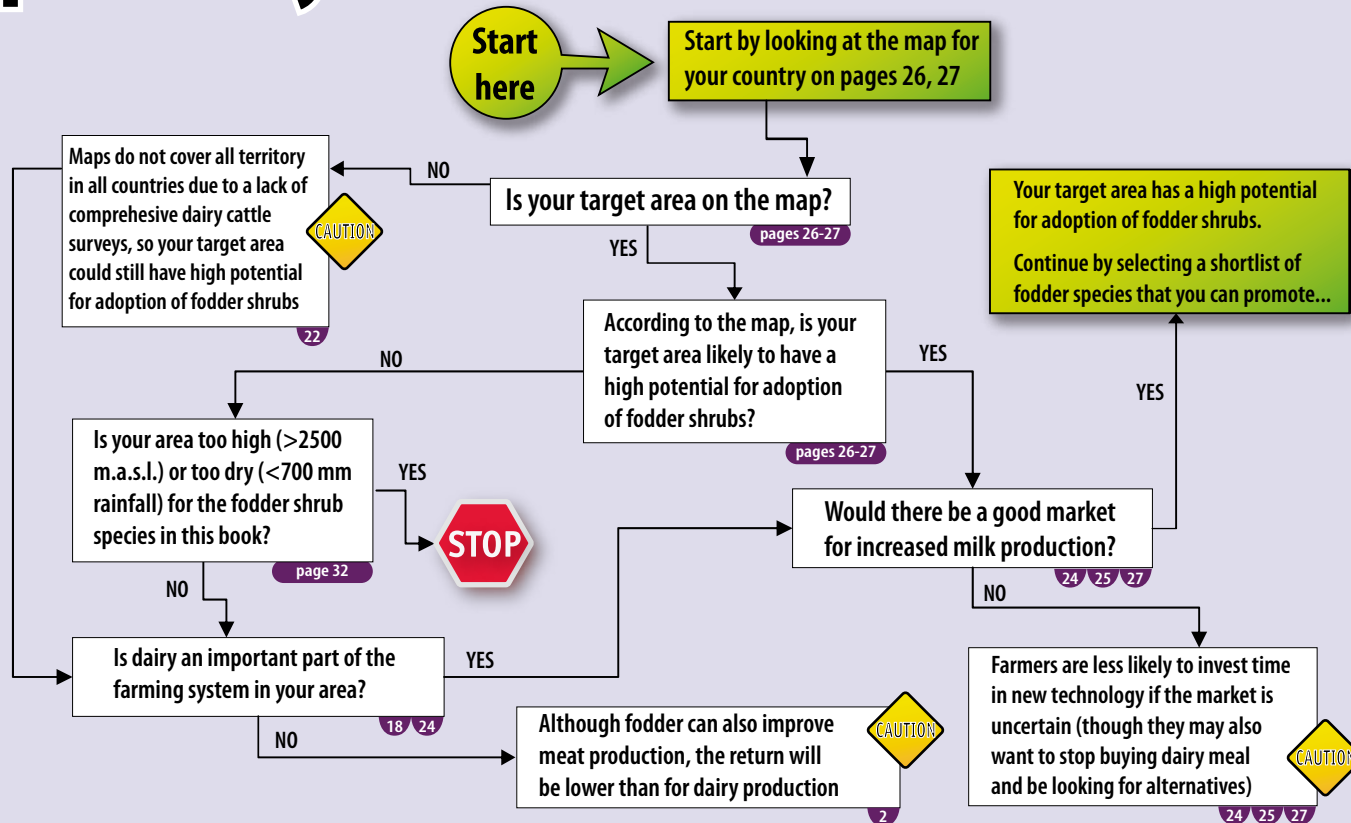 Start
here
Start by looking at the map for
your country on pages 26, 27
Maps do not cover all territory
in all countries due to a lack of
comprehesive dairy cattle
surveys, so your target area
could still have high potential
for adoption of fodder shrubs
CAUTION
22
NO
Is your target area on the map?
pages 26-27
YES
Your target area has a high potential
for adoption of fodder shrubs.
Continue by selecting a shortlist of
fodder species that you can promote...
According to the map, is your
target area likely to have a
high potential for adoption
of fodder shrubs?
pages 26-27
NO
YES
YES
Is your area too high (>2500
m.a.s.l.) or too dry (<700 mm
rainfall) for the fodder shrub
species in this book?
page 32
YES
STOP
NO
Would there be a good market
for increased milk production?
24 25 27
NO
Is dairy an important part of the
farming system in your area?
18 24
YES
NO
Although fodder can also improve
meat production, the return will
be lower than for dairy production
CAUTION
2
Farmers are less likely to invest time
in new technology if the market is
uncertain (though they may also
want to stop buying dairy meal
and be looking for alternatives)
CAUTION
24 25 27